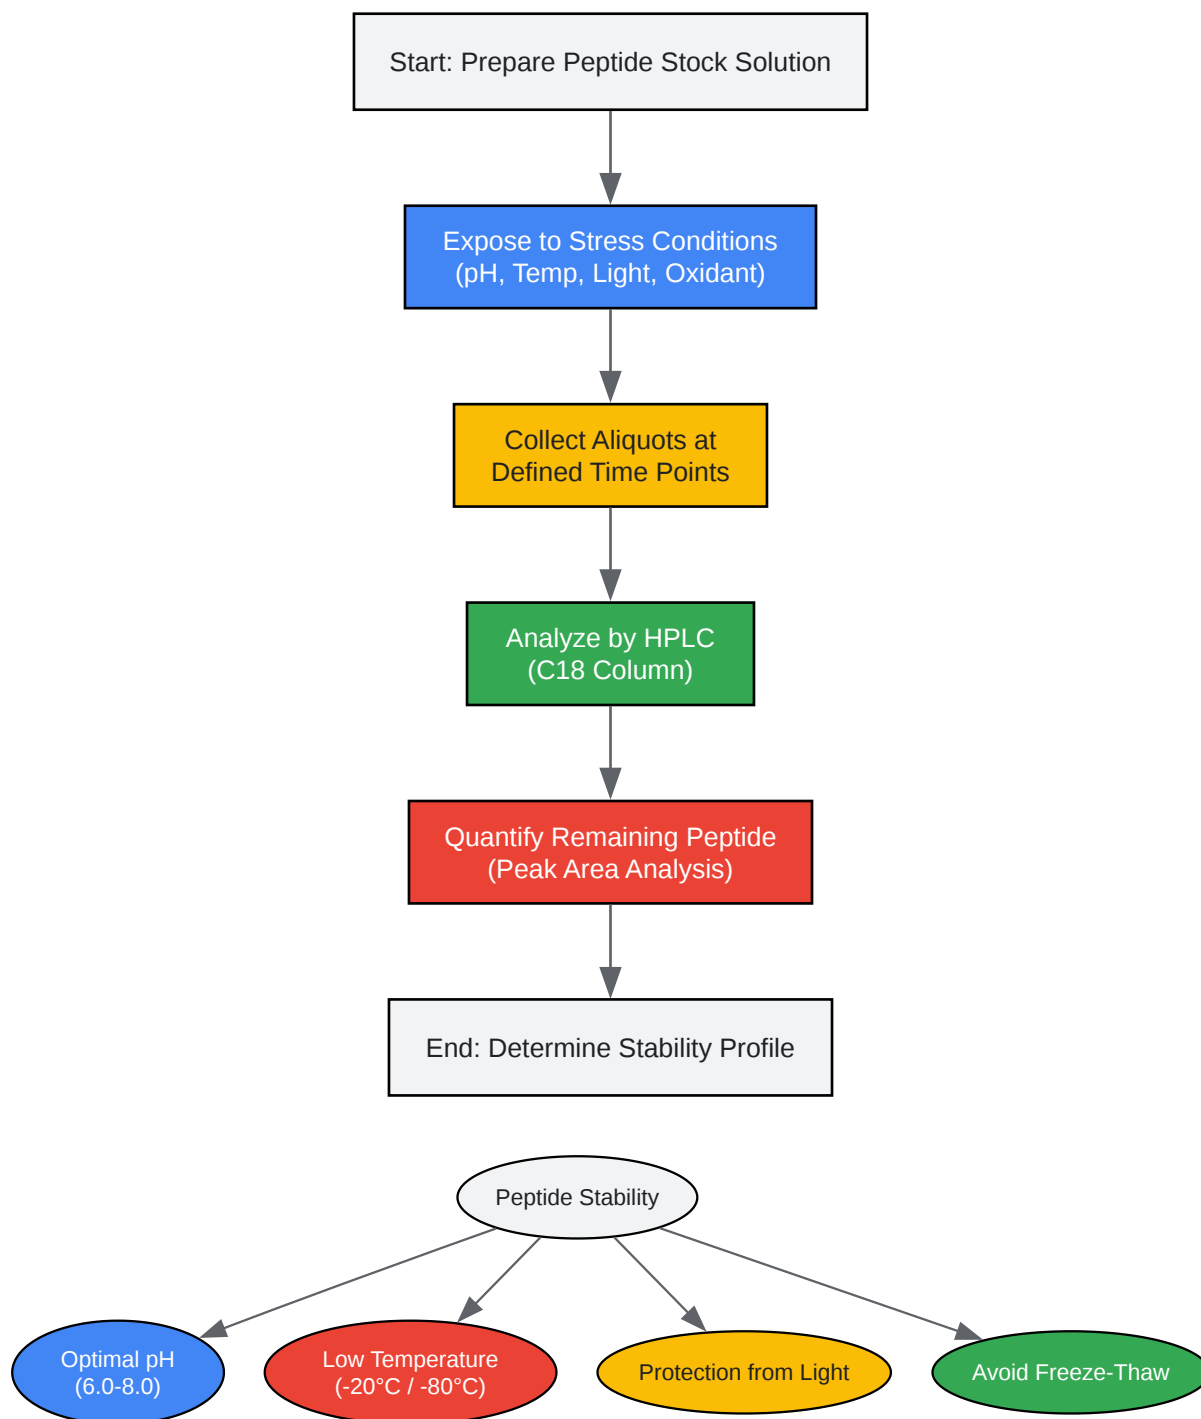 Start: Prepare Peptide Stock Solution
Expose to Stress Conditions
(pH, Temp, Light, Oxidant)
Collect Aliquots at
Defined Time Points
Analyze by HPLC
(C18 Column)
Quantify Remaining Peptide
(Peak Area Analysis)
End: Determine Stability Profile
Peptide Stability
Optimal pH
(6.0-8.0)
Low Temperature
(-20°C / -80°C)
Protection from Light
Avoid Freeze-Thaw